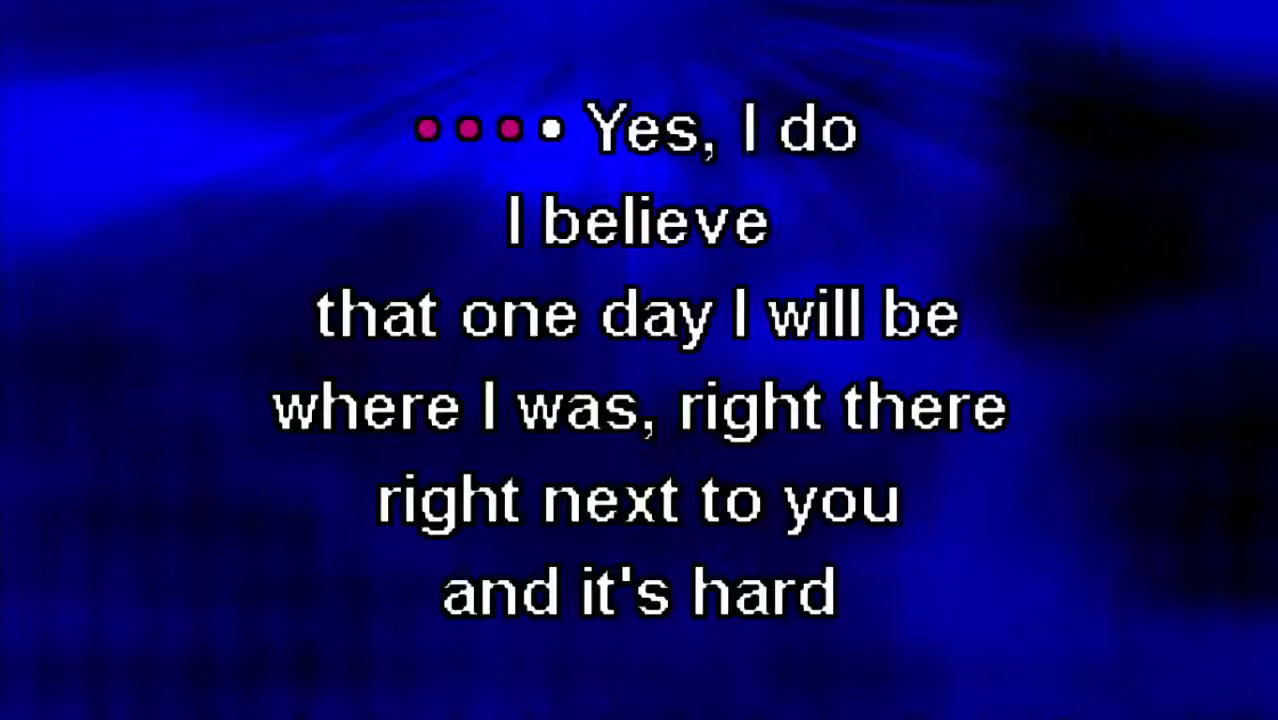 •••• Yes, I do
I believe
that one day I will be
where I was, right there
right next to you
and it's hard